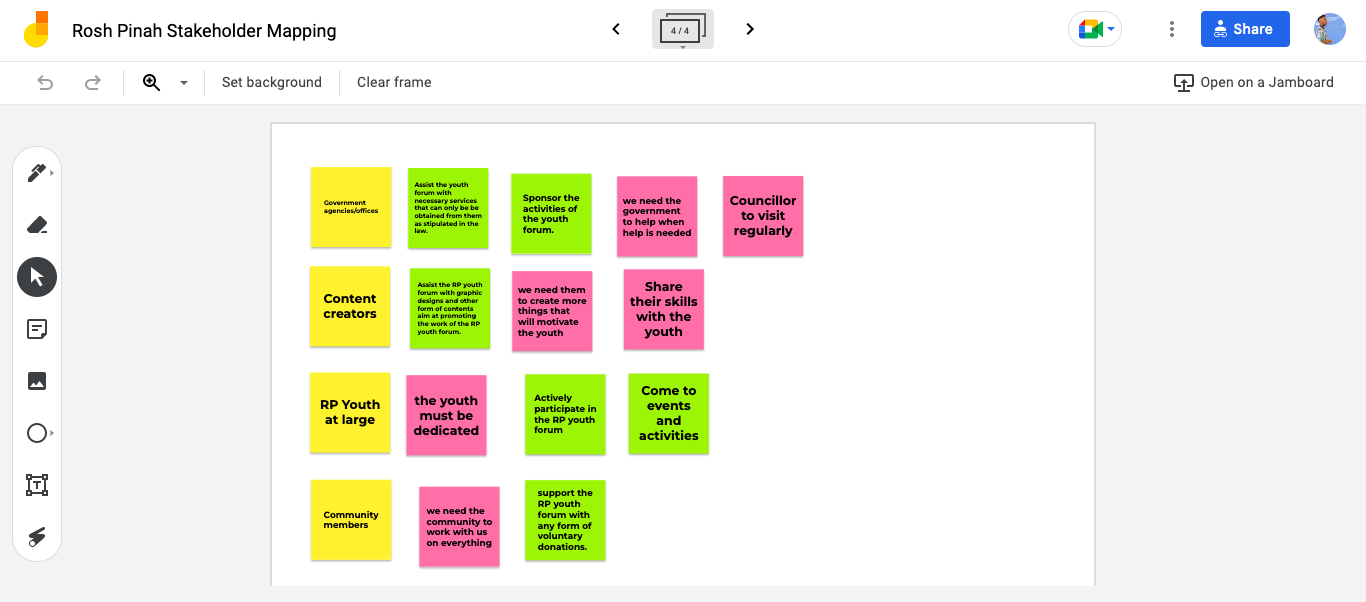 Rosh Pinah Stakeholder Mapping
4 / 4
Share
Set background
Clear frame
Open on a Jamboard
Government
agencies/offices
Assist the youth
forum with
necessary services
that can only be be
obtained from them
as stipulated in the
law.
Sponsor the
activities of
the youth
forum.
we need the
government
to help when
help is needed
Councillor
to visit
regularly
Content
creators
Assist the RP youth
forum with graphic
designs and other
form of contents
aim at promoting
the work of the RP
youth forum.
we need them
to create more
things that
will motivate
the youth
Share
their skills
with the
youth
RP Youth
at large
the youth
must be
dedicated
Actively
participate in
the RP youth
forum
Come to
events
and
activities
Community
members
we need the
community to
work with us
on everything
support the
RP youth
forum with
any form of
voluntary
donations.
T